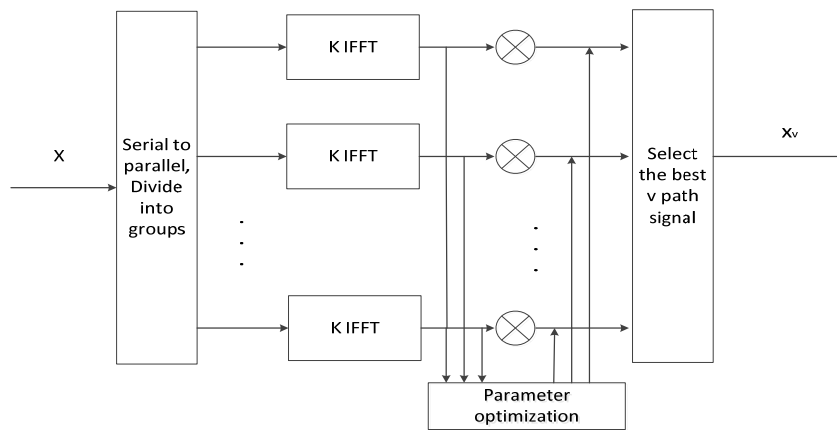 X
Serial to
parallel,
Divide
into
groups
K IFFT
K IFFT
K IFFT
Parameter
optimization
Select
the best
v path
signal
xv